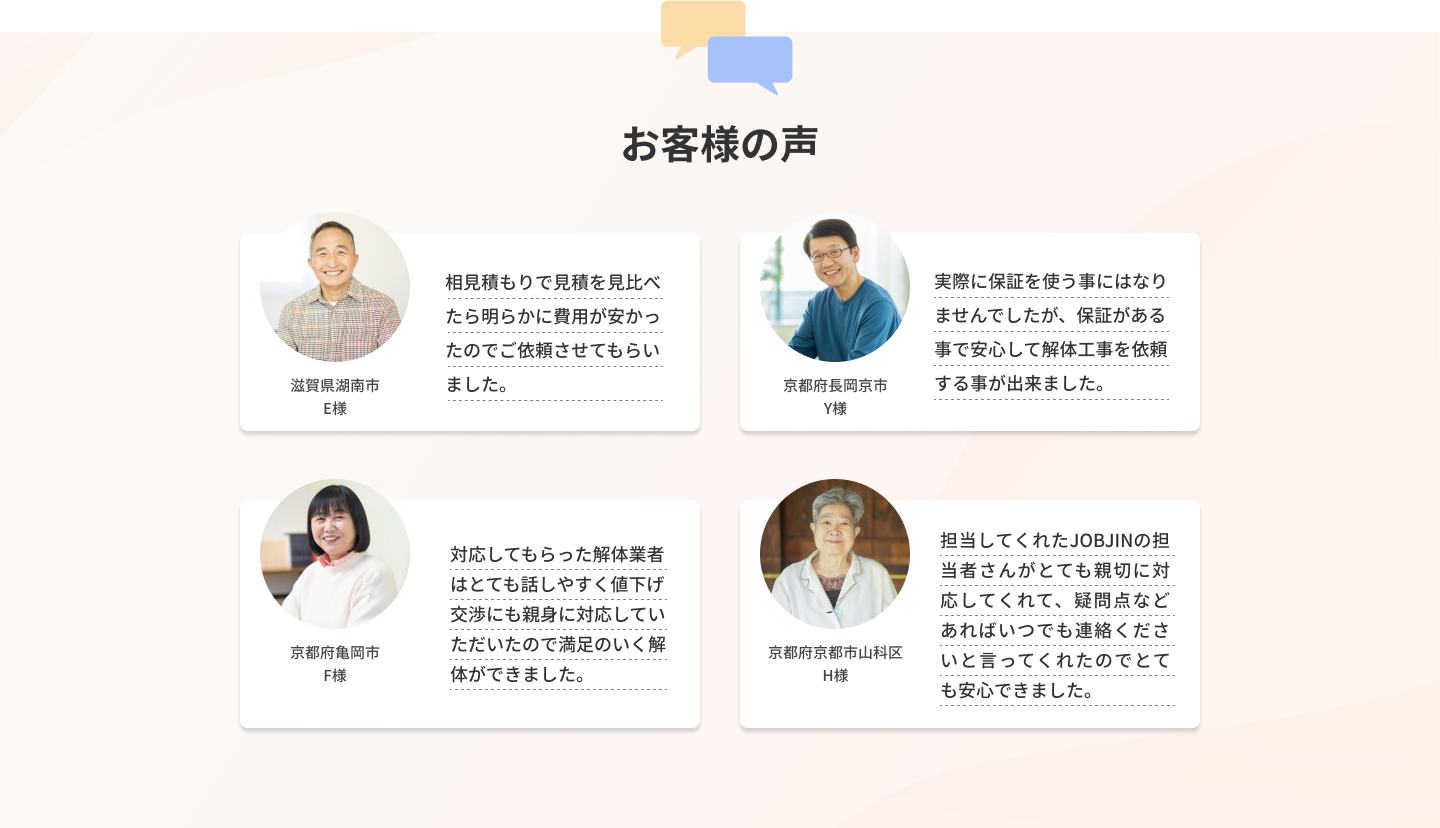 お客様の声
相見積もりで見積を見比べ
たら明らかに費用が安かっ
たのでご依頼させてもらい
ました。
滋賀県湖南市
E様
実際に保証を使う事にはなり
ませんでしたが、保証がある
事で安心して解体工事を依頼
する事が出来ました。
京都府長岡京市
Y様
対応してもらった解体業者
はとても話しやすく値下げ
交渉にも親身に対応してい
ただいたので満足のいく解
体ができました。
京都府亀岡市
F様
担当してくれたJOBJINの担
当者さんがとても親切に対
応してくれて、疑問点など
あればいつでも連絡くださ
いと言ってくれたのでとて
も安心できました。
京都府京都市山科区
H様